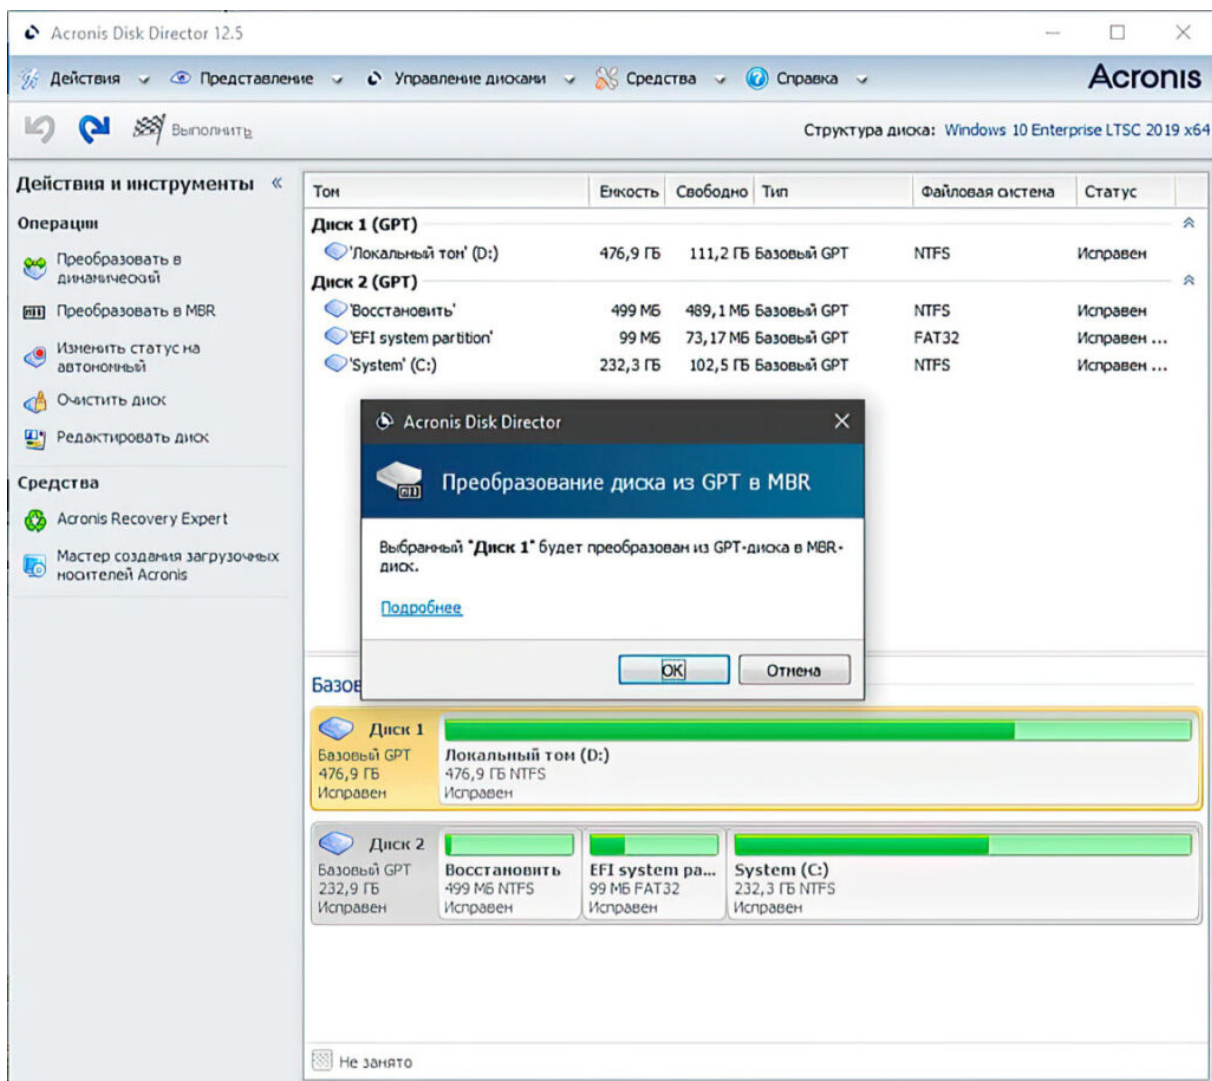 Acronis Disk Director 12.5
Действия Представление Управление дисками Средства Справка Acronis
Выполнить Структура диска: Windows 10 Enterprise LTSC 2019 x64
Действия и инструменты «
Операции
Преобразовать в
динамический
Преобразовать в MBR
Изменить статус на
автономный
Очистить диск
Редактировать диск
Средства
Acronis Recovery Expert
Мастер создания загрузочных
носителей Acronis
Том Емкость Свободно Тип Файловая система Статус
Диск 1 (GPT)
'Локальный том' (D:) 476,9 ГБ 111,2 ГБ Базовый GPT NTFS Исправен
Диск 2 (GPT)
'Восстановить' 499 МБ 489,1 МБ Базовый GPT NTFS Исправен
'EFI system partition' 99 МБ 73,17 МБ Базовый GPT FAT32 Исправен ...
'System' (C:) 232,3 ГБ 102,5 ГБ Базовый GPT NTFS Исправен ...
Acronis Disk Director
Преобразование диска из GPT в MBR
Выбранный "Диск 1" будет преобразован из GPT-диска в MBR-
диск.
Подробнее
OK Отмена
Базов
Диск 1
Базовый GPT
476,9 ГБ
Исправен
Локальный том (D:)
476,9 ГБ NTFS
Исправен
Диск 2
Базовый GPT
232,9 ГБ
Исправен
Восстановить
499 МБ NTFS
Исправен
EFI system pa...
99 МБ FAT32
Исправен
System (C:)
232,3 ГБ NTFS
Исправен
Не занято